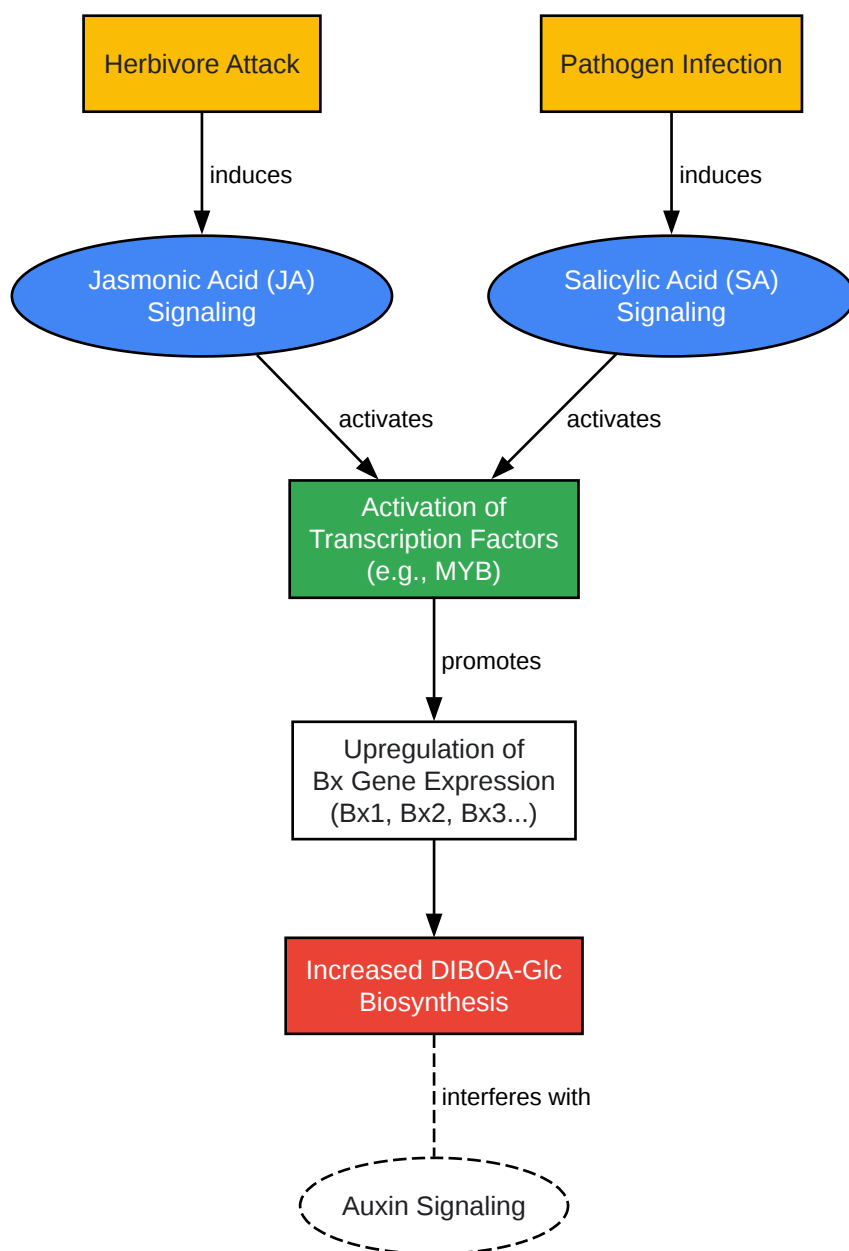 Herbivore Attack
Pathogen Infection
induces
induces
Jasmonic Acid (JA)
Signaling
Salicylic Acid (SA)
Signaling
activates
activates
Activation of
Transcription Factors
(e.g., MYB)
promotes
Upregulation of
Bx Gene Expression
(Bx1, Bx2, Bx3...)
Increased DIBOA-Glc
Biosynthesis
interferes with
Auxin Signaling